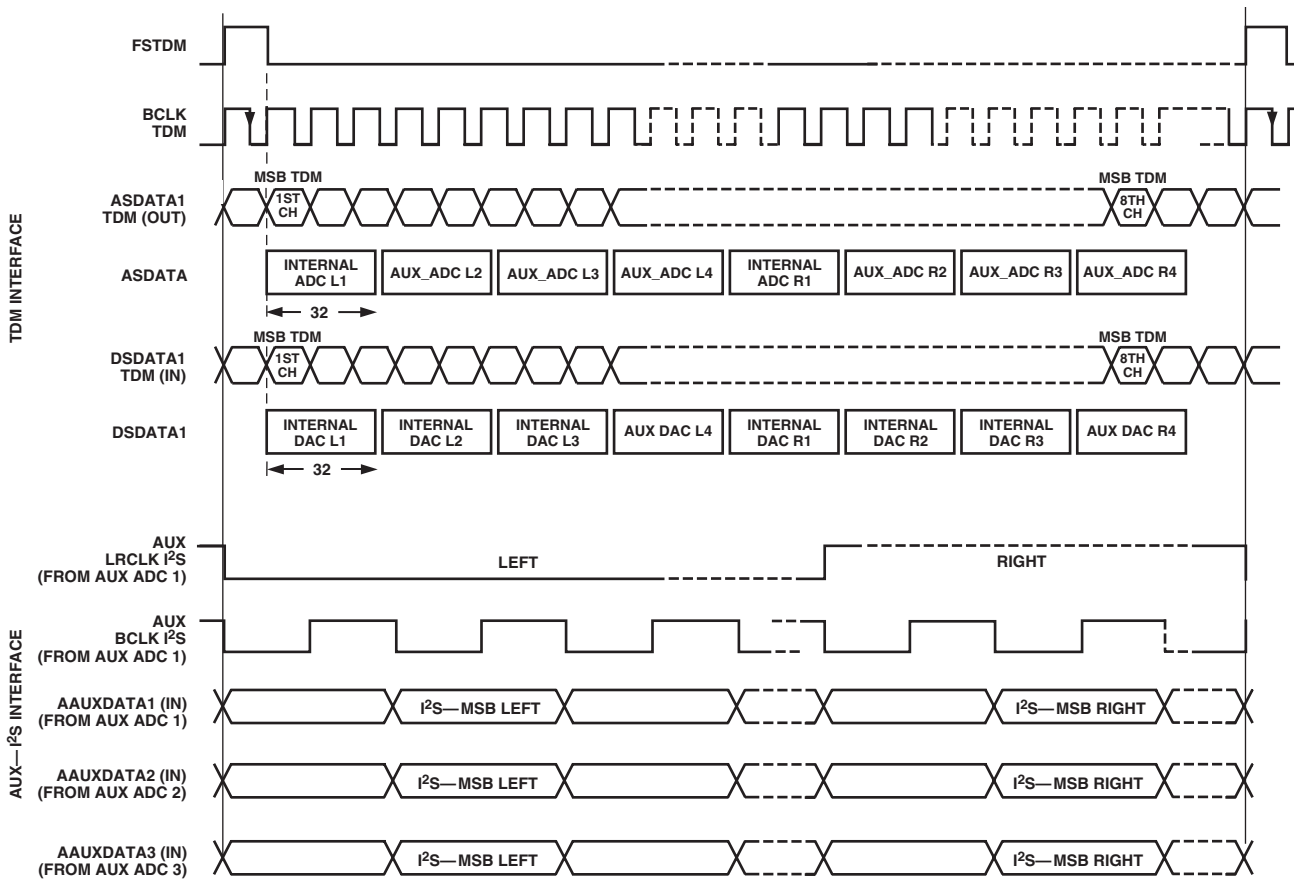 FSTDM
BCLK
TDM
MSB TDM
MSB TDM
ASDATA1
TDM (OUT)
1ST
CH
8TH
CH
TDM INTERFACE
ASDATA
INTERNAL
ADC L1
AUX_ADC L2
AUX_ADC L3
AUX_ADC L4
INTERNAL
ADC R1
AUX_ADC R2
AUX_ADC R3
AUX_ADC R4
32
MSB TDM
MSB TDM
DSDATA1
TDM (IN)
1ST
CH
8TH
CH
DSDATA1
INTERNAL
DAC L1
INTERNAL
DAC L2
INTERNAL
DAC L3
AUX DAC L4
INTERNAL
DAC R1
INTERNAL
DAC R2
INTERNAL
DAC R3
AUX DAC R4
32
AUX
LRCLK I²S
(FROM AUX ADC 1)
LEFT
RIGHT
AUX—I²S INTERFACE
AUX
BCLK I²S
(FROM AUX ADC 1)
AAUXDATA1 (IN)
(FROM AUX ADC 1)
I²S—MSB LEFT
I²S—MSB RIGHT
AAUXDATA2 (IN)
(FROM AUX ADC 2)
I²S—MSB LEFT
I²S—MSB RIGHT
AAUXDATA3 (IN)
(FROM AUX ADC 3)
I²S—MSB LEFT
I²S—MSB RIGHT